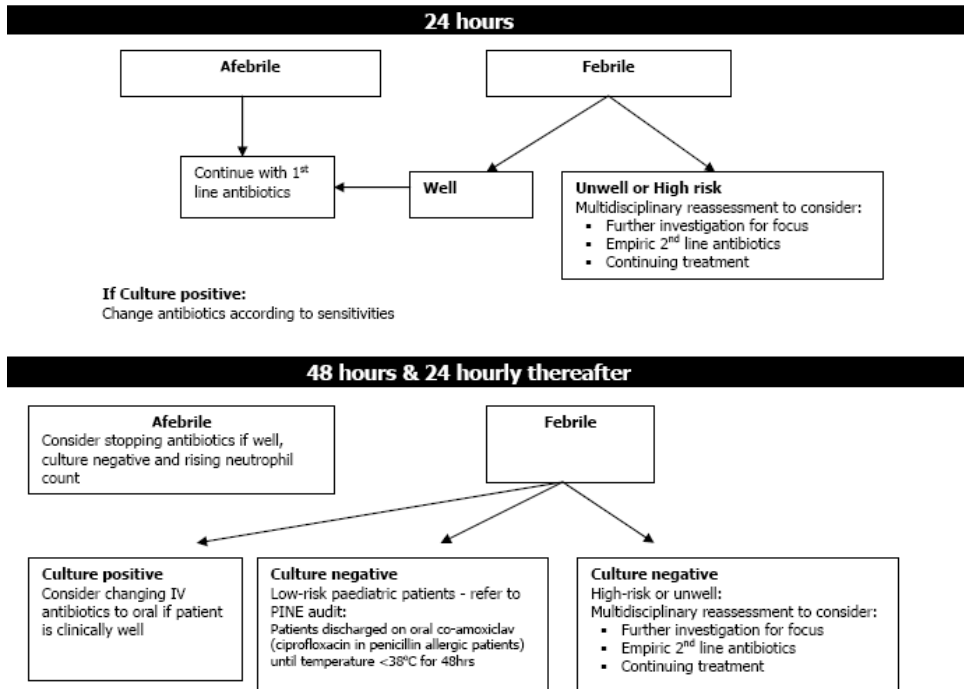 24 hours
Afebrile
Febrile
Continue with 1st
line antibiotics
Well
Unwell or High risk
Multidisciplinary reassessment to consider:
▪ Further investigation for focus
▪ Empiric 2nd line antibiotics
▪ Continuing treatment
If Culture positive:
Change antibiotics according to sensitivities
48 hours & 24 hourly thereafter
Afebrile
Consider stopping antibiotics if well,
culture negative and rising neutrophil
count
Febrile
Culture positive
Consider changing IV
antibiotics to oral if patient
is clinically well
Culture negative
Low-risk paediatric patients - refer to
PINE audit:
Patients discharged on oral co-amoxiclav
(ciprofloxacin in penicillin allergic patients)
until temperature <38°C for 48hrs
Culture negative
High-risk or unwell:
Multidisciplinary reassessment to consider:
▪ Further investigation for focus
▪ Empiric 2nd line antibiotics
▪ Continuing treatment